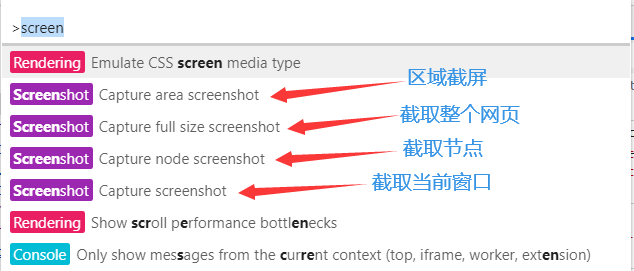 >screen
Rendering Emulate CSS screen media type
Screenshot Capture area screenshot 区域截屏
Screenshot Capture full size screenshot 截取整个网页
Screenshot Capture node screenshot 截取节点
Screenshot Capture screenshot 截取当前窗口
Rendering Show scroll performance bottlenecks
Console Only show messages from the current context (top, iframe, worker, extension)